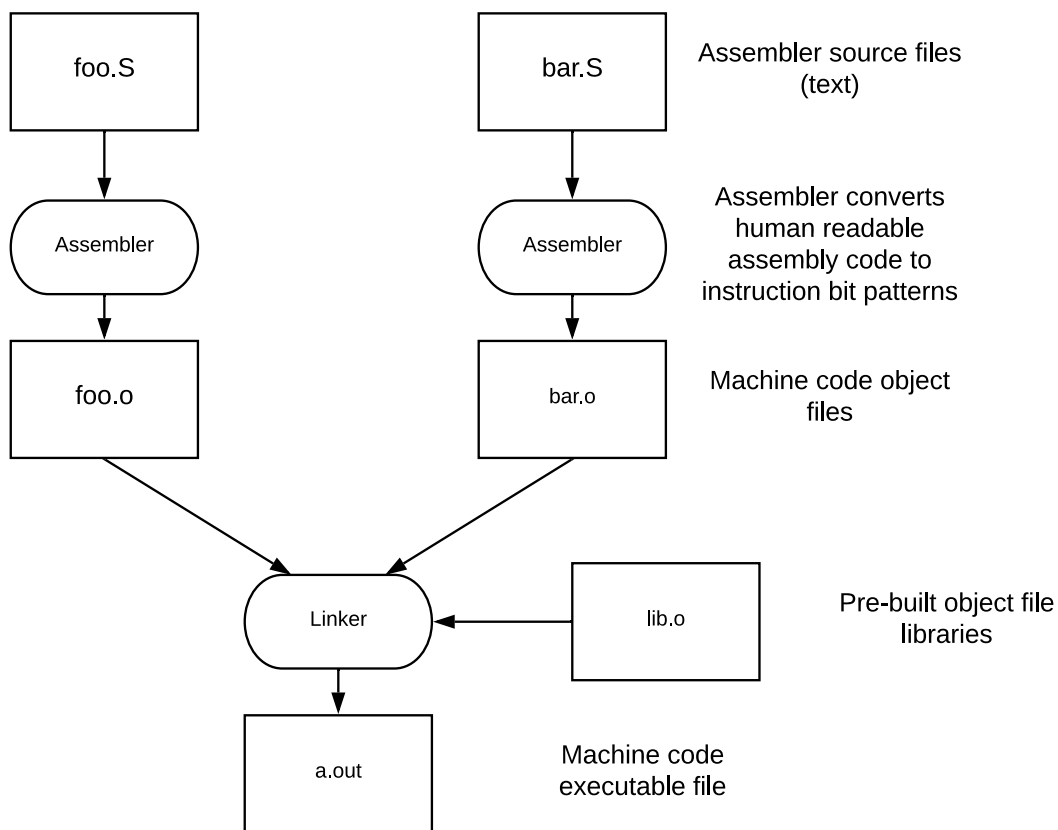 foo.S
bar.S
Assembler source files
(text)
Assembler
Assembler
Assembler converts
human readable
assembly code to
instruction bit patterns
foo.o
bar.o
Machine code object
files
Linker
lib.o
Pre-built object file
libraries
a.out
Machine code
executable file